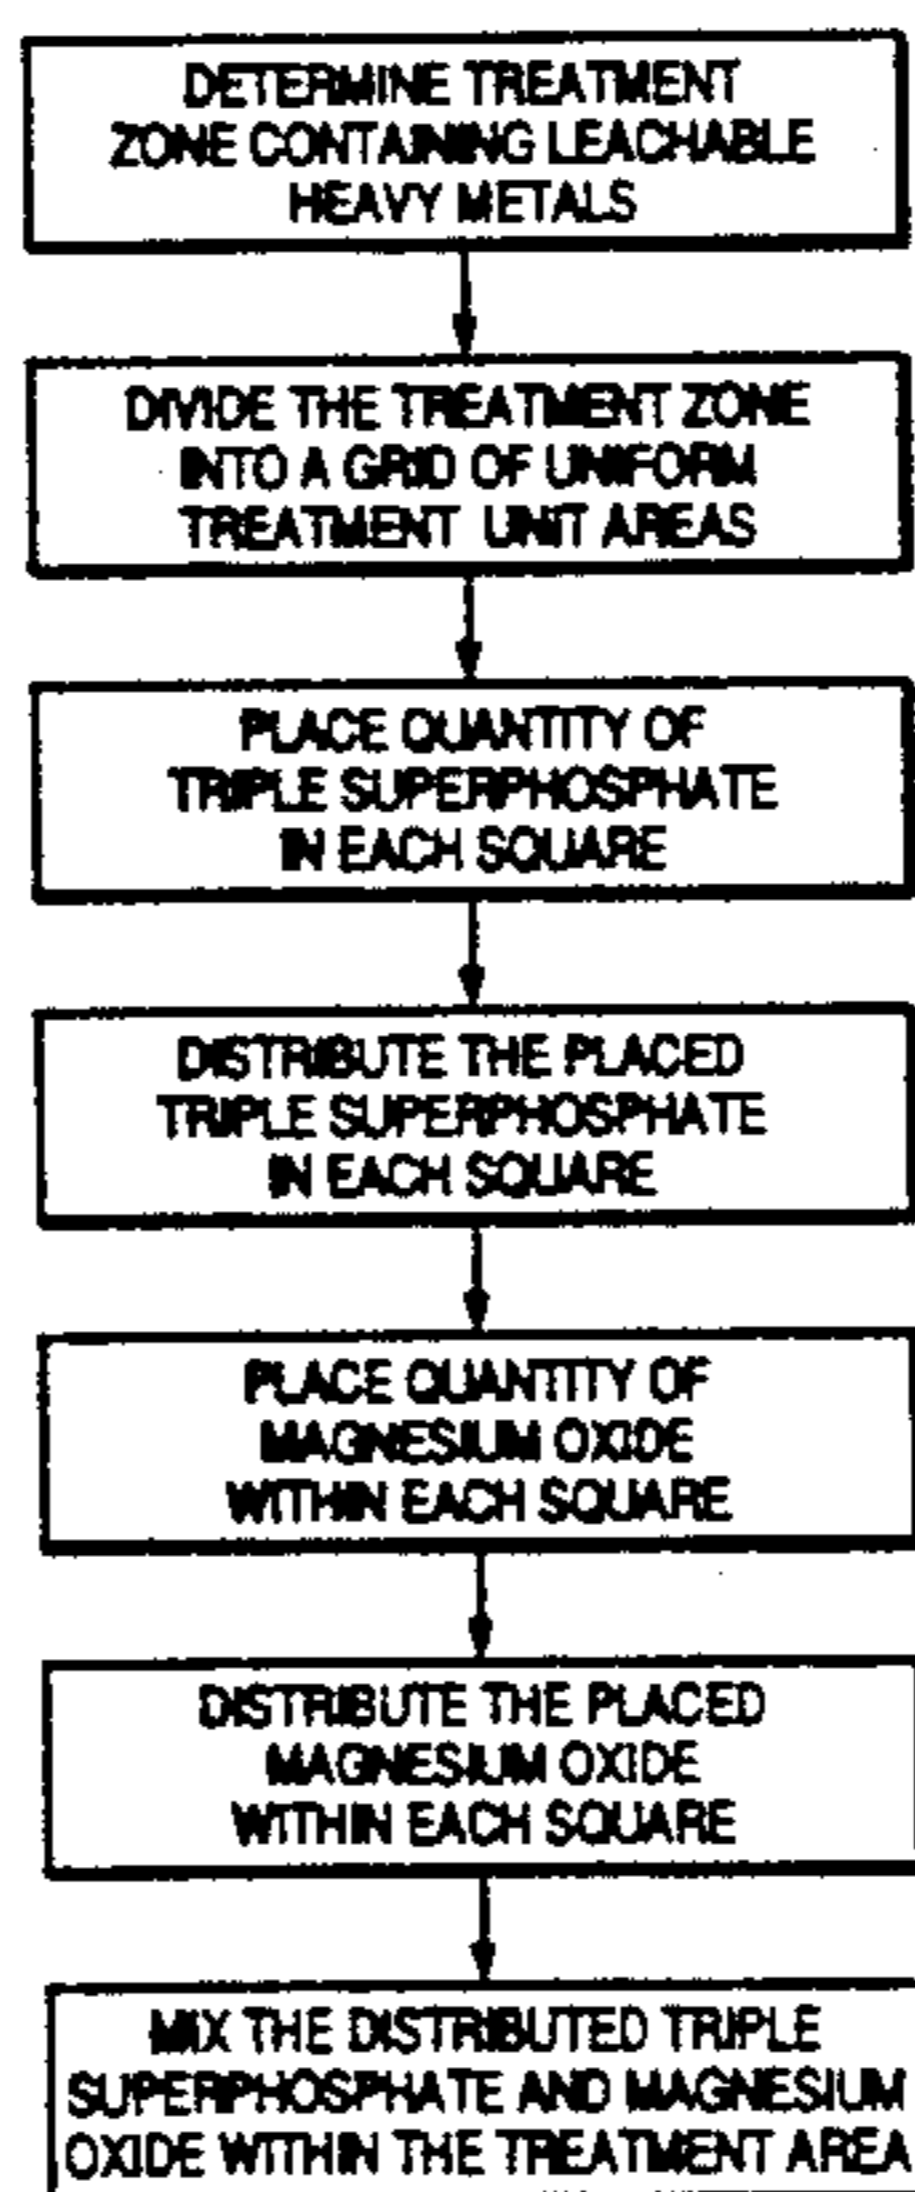 DETERMINE TREATMENT
ZONE CONTAINING LEACHABLE
HEAVY METALS
DIVIDE THE TREATMENT ZONE
INTO A GRID OF UNIFORM
TREATMENT UNIT AREAS
PLACE QUANTITY OF
TRIPLE SUPERPHOSPHATE
IN EACH SQUARE
DISTRIBUTE THE PLACED
TRIPLE SUPERPHOSPHATE
IN EACH SQUARE
PLACE QUANTITY OF
MAGNESIUM OXIDE
WITHIN EACH SQUARE
DISTRIBUTE THE PLACED
MAGNESIUM OXIDE
WITHIN EACH SQUARE
MIX THE DISTRIBUTED TRIPLE
SUPERPHOSPHATE AND MAGNESIUM
OXIDE WITHIN THE TREATMENT AREA